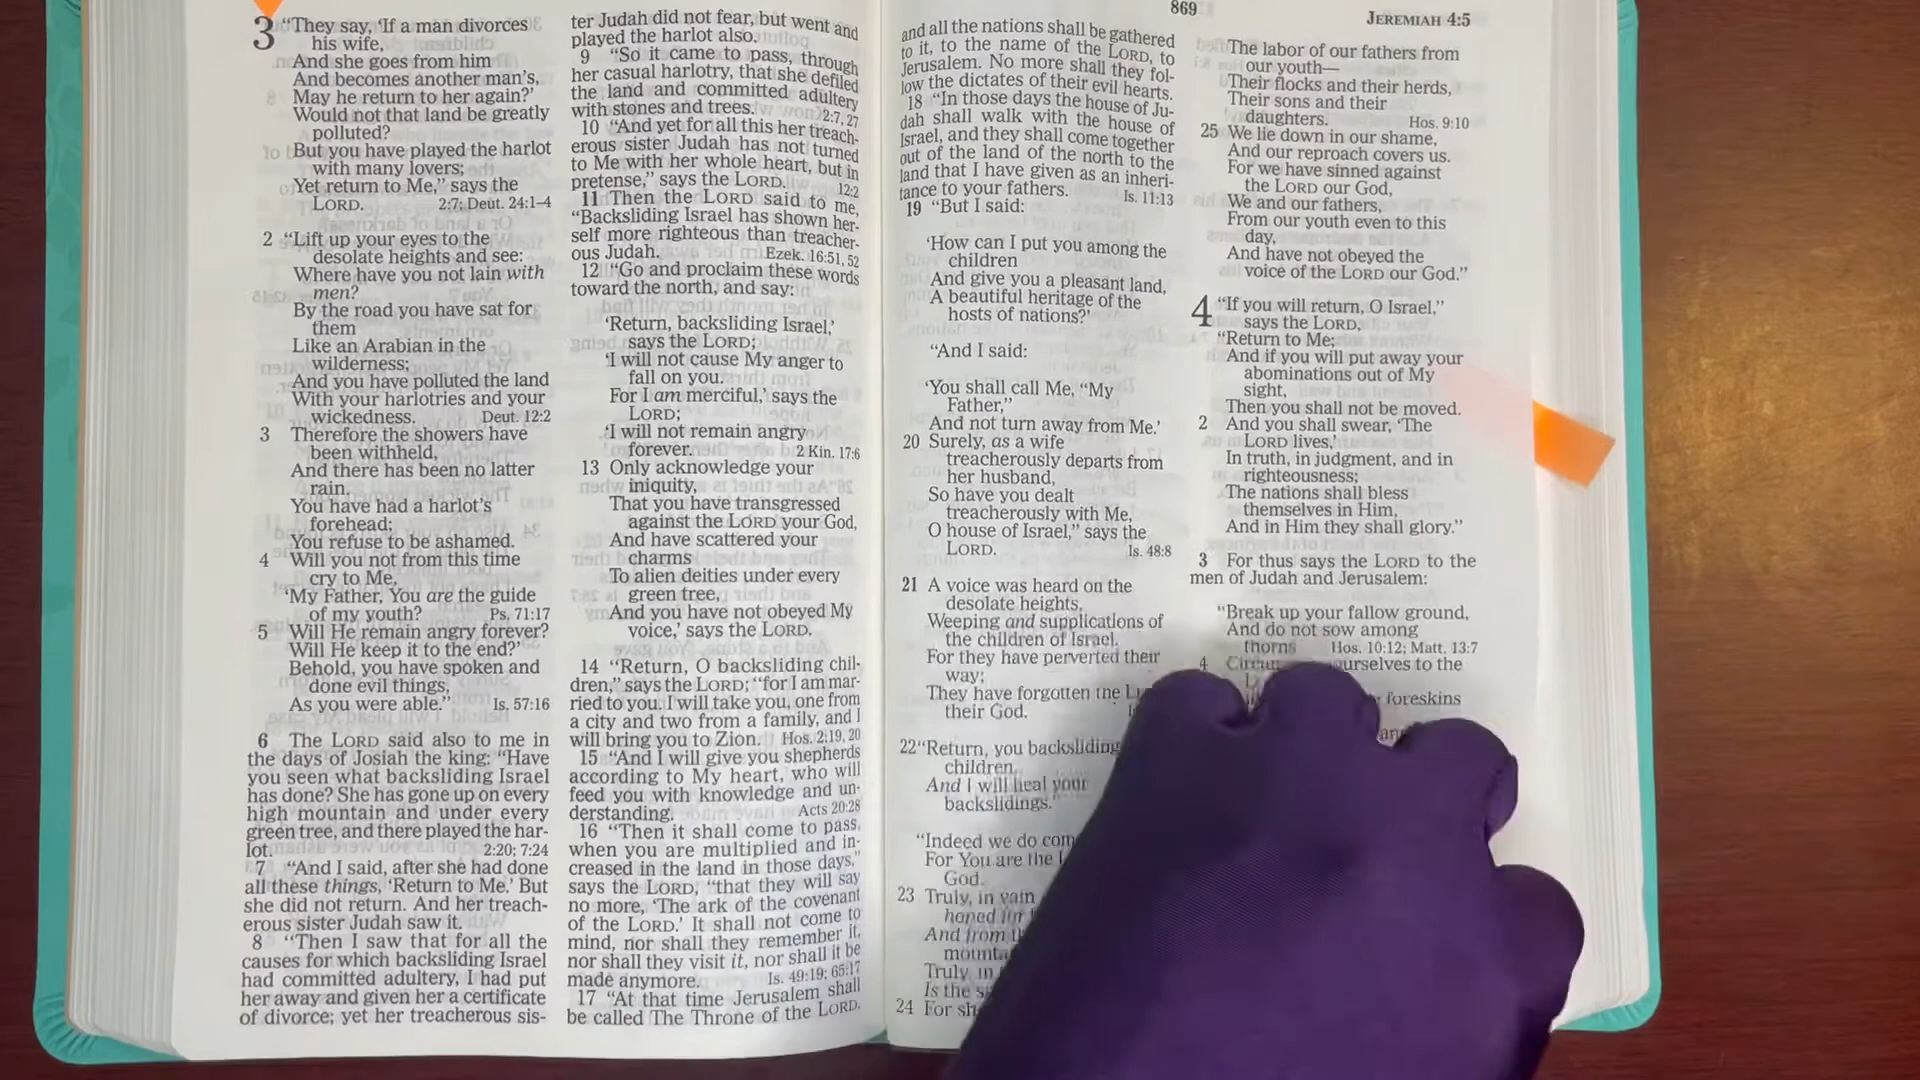 869
JEREMIAH 4:5
3 “They say, ‘If a man divorces
his wife,
And she goes from him
And becomes another man’s,
May he return to her again?’
Would not that land be greatly
polluted?
But you have played the harlot
with many lovers;
Yet return to Me,” says the
LORD. 2:7; Deut. 24:1–4
2 “Lift up your eyes to the
desolate heights and see:
Where have you not lain with
men?
By the road you have sat for
them
Like an Arabian in the
wilderness;
And you have polluted the land
With your harlotries and your
wickedness. Deut. 12:2
3 Therefore the showers have
been withheld,
And there has been no latter
rain.
You have had a harlot’s
forehead;
You refuse to be ashamed.
4 Will you not from this time
cry to Me,
‘My Father, You are the guide
of my youth? Ps. 71:17
5 Will He remain angry forever?
Will He keep it to the end?’
Behold, you have spoken and
done evil things,
As you were able.” Is. 57:16
6 The LORD said also to me in
the days of Josiah the king: “Have
you seen what backsliding Israel
has done? She has gone up on every
high mountain and under every
green tree, and there played the har-
lot. 2:20; 7:24
7 “And I said, after she had done
all these things, ‘Return to Me.’ But
she did not return. And her treach-
erous sister Judah saw it.
8 “Then I saw that for all the
causes for which backsliding Israel
had committed adultery, I had put
her away and given her a certificate
of divorce; yet her treacherous sis-
ter Judah did not fear, but went and
played the harlot also.
9 “So it came to pass, through
her casual harlotry, that she defiled
the land and committed adultery
with stones and trees. 2:7, 27
10 “And yet for all this her treach-
erous sister Judah has not turned
to Me with her whole heart, but in
pretense,” says the LORD. 12:2
11 Then the LORD said to me,
“Backsliding Israel has shown her-
self more righteous than treacher-
ous Judah. Ezek. 16:51, 52
12 “Go and proclaim these words
toward the north, and say:
‘Return, backsliding Israel,’
says the LORD;
‘I will not cause My anger to
fall on you.
For I am merciful,’ says the
LORD;
‘I will not remain angry
forever. 2 Kin. 17:6
13 Only acknowledge your
iniquity,
That you have transgressed
against the LORD your God,
And have scattered your
charms
To alien deities under every
green tree,
And you have not obeyed My
voice,’ says the LORD.
14 “Return, O backsliding chil-
dren,” says the LORD; “for I am mar-
ried to you. I will take you, one from
a city and two from a family, and I
will bring you to Zion. Hos. 2:19, 20
15 “And I will give you shepherds
according to My heart, who will
feed you with knowledge and un-
derstanding. Acts 20:28
16 “Then it shall come to pass,
when you are multiplied and in-
creased in the land in those days,”
says the LORD, “that they will say
no more, ‘The ark of the covenant
of the LORD.’ It shall not come to
mind, nor shall they remember it,
nor shall they visit it, nor shall it be
made anymore. Is. 49:19; 65:17
17 “At that time Jerusalem shall
be called The Throne of the LORD,
and all the nations shall be gathered
to it, to the name of the LORD, to
Jerusalem. No more shall they fol-
low the dictates of their evil hearts.
18 “In those days the house of Ju-
dah shall walk with the house of
Israel, and they shall come together
out of the land of the north to the
land that I have given as an inheri-
tance to your fathers. Is. 11:13
19 “But I said:
‘How can I put you among the
children
And give you a pleasant land,
A beautiful heritage of the
hosts of nations?’
“And I said:
‘You shall call Me, “My
Father,”
And not turn away from Me.’
20 Surely, as a wife
treacherously departs from
her husband,
So have you dealt
treacherously with Me,
O house of Israel,” says the
LORD. Is. 48:8
21 A voice was heard on the
desolate heights,
Weeping and supplications of
the children of Israel.
For they have perverted their
way;
They have forgotten the
their God.
22 “Return, you backsliding
children,
And I will heal your
backslidings.”
“Indeed we do
For You are the
God.
23 Truly, in vain
hoped for
And from
Truly, in
Is the
24 For
The labor of our fathers from
our youth—
Their flocks and their herds,
Their sons and their
daughters. Hos. 9:10
25 We lie down in our shame,
And our reproach covers us.
For we have sinned against
the LORD our God,
We and our fathers,
From our youth even to this
day,
And have not obeyed the
voice of the LORD our God.”
4 “If you will return, O Israel,”
says the LORD,
“Return to Me;
And if you will put away your
abominations out of My
sight,
Then you shall not be moved.
2 And you shall swear, ‘The
LORD lives,’
In truth, in judgment, and in
righteousness;
The nations shall bless
themselves in Him,
And in Him they shall glory.”
3 For thus says the LORD to the
men of Judah and Jerusalem:
“Break up your fallow ground,
And do not sow among
thorns Hos. 10:12; Matt. 13:7
4 to the
foreskins